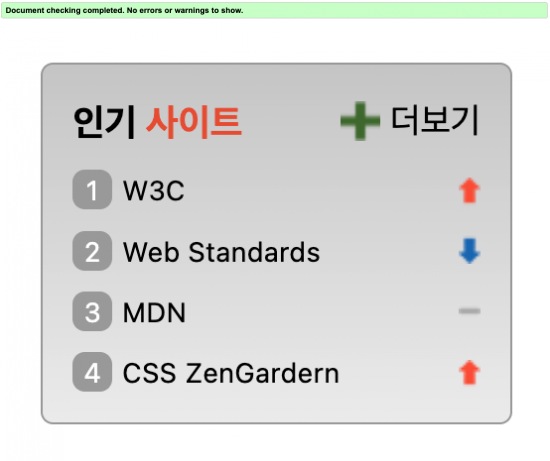 Document checking completed. No errors or warnings to show.
인기 사이트 더보기
1 W3C
2 Web Standards
3 MDN
4 CSS ZenGardern